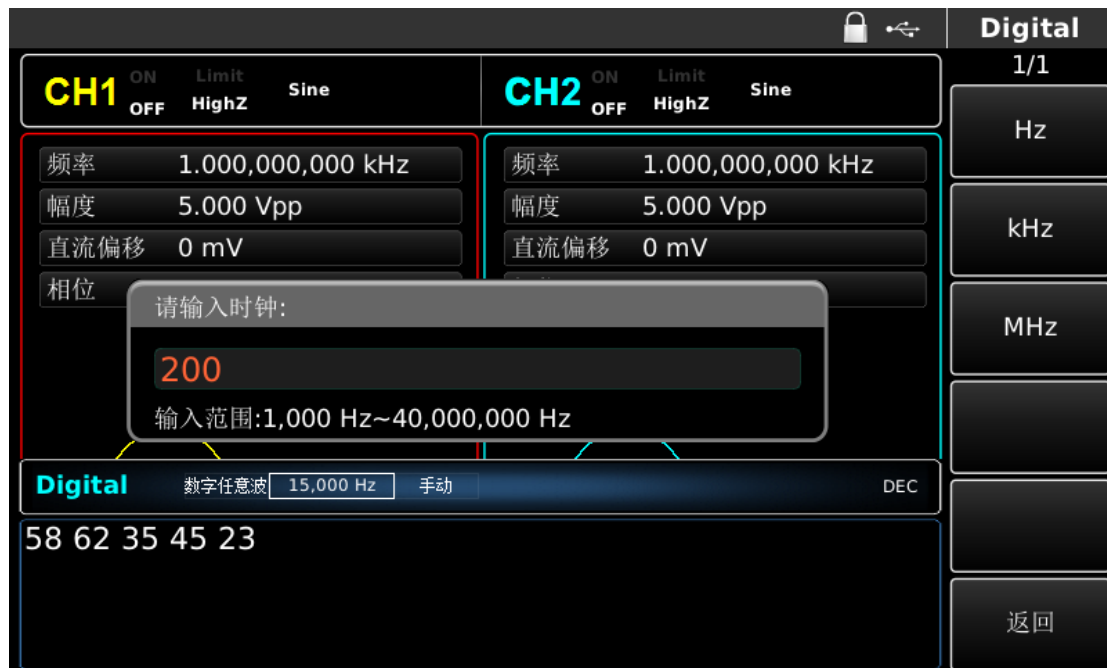 Digital
1/1
CH1 ON OFF Limit HighZ Sine
CH2 ON OFF Limit HighZ Sine
Hz
频率 1.000,000,000 kHz
幅度 5.000 Vpp
直流偏移 0 mV
相位
频率 1.000,000,000 kHz
幅度 5.000 Vpp
直流偏移 0 mV
kHz
MHz
请输入时钟:
200
输入范围:1,000 Hz~40,000,000 Hz
Digital 数字任意波 15,000 Hz 手动 DEC
58 62 35 45 23
返回